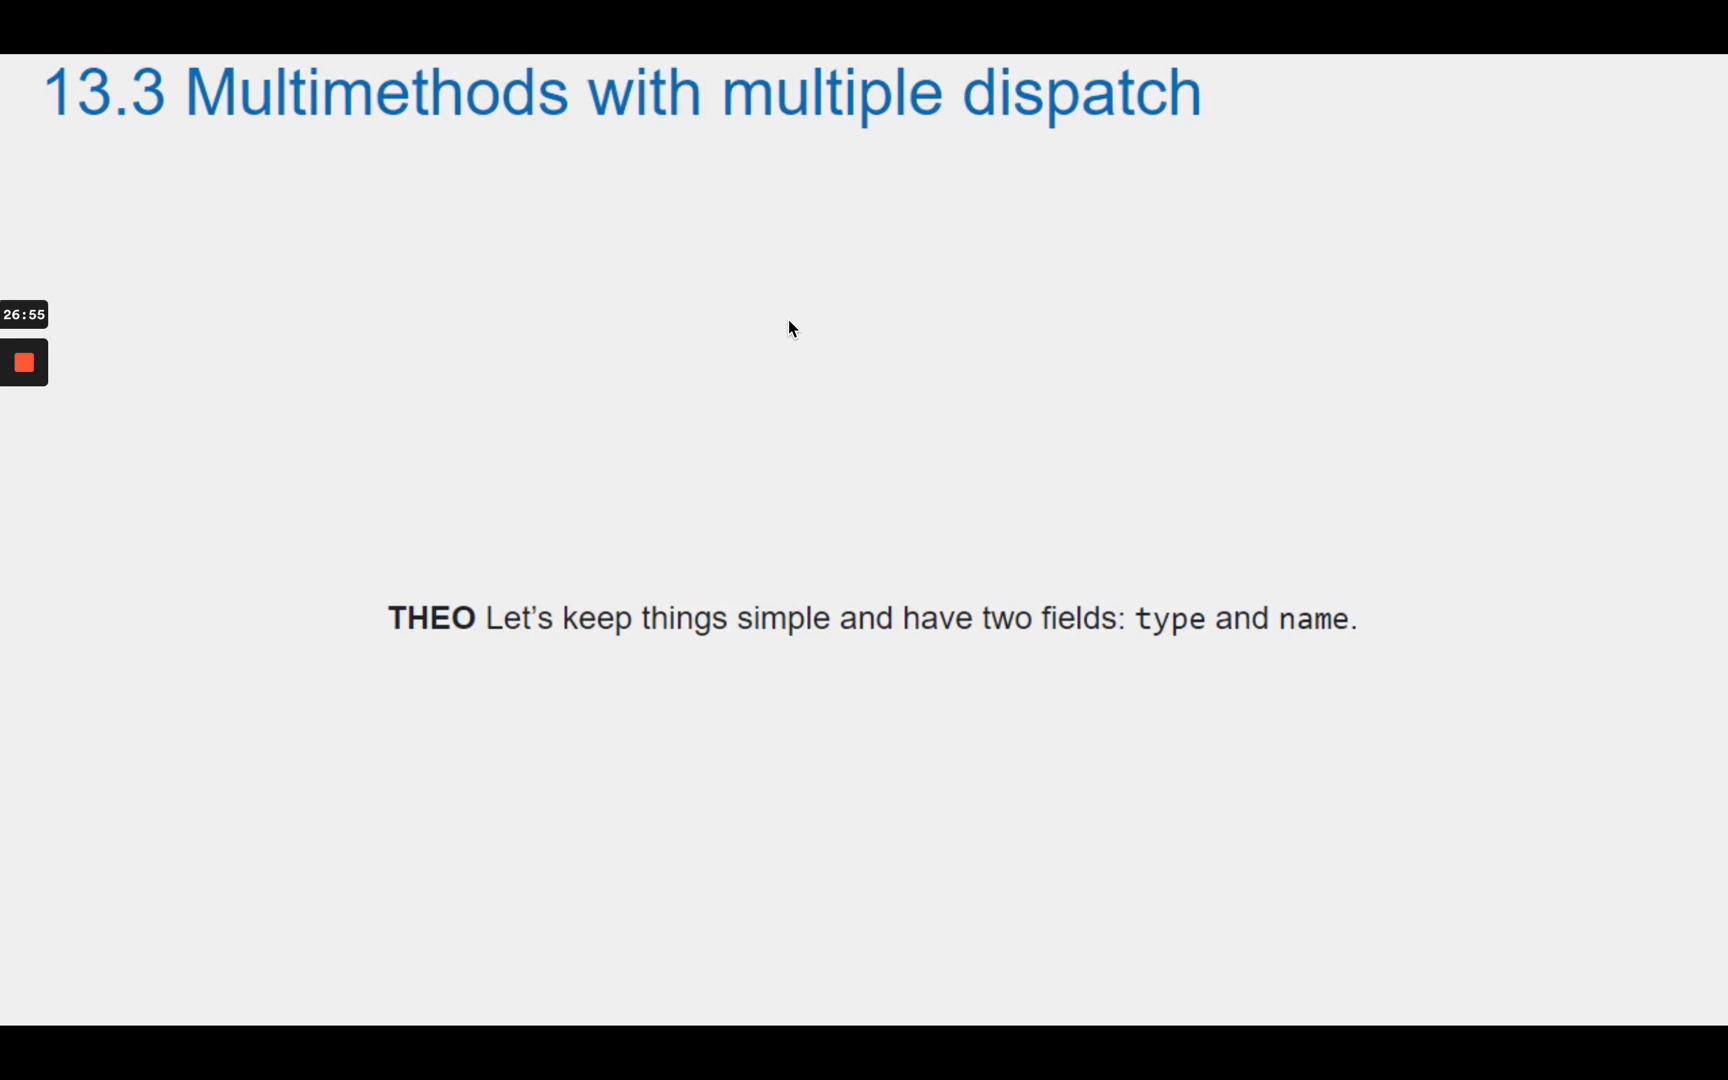 13.3 Multimethods with multiple dispatch
26:55
THEO Let’s keep things simple and have two fields: type and name.